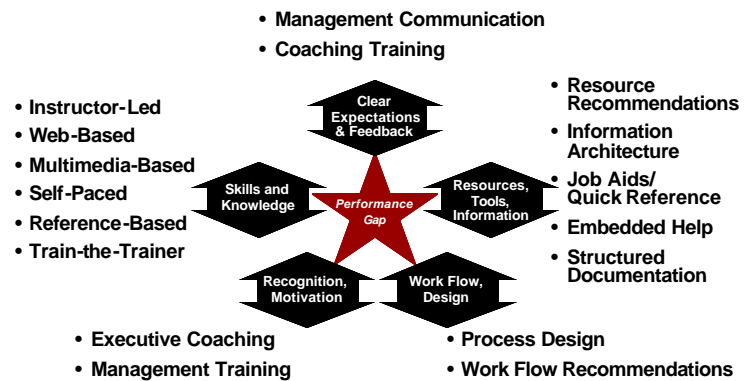 • Management Communication
• Coaching Training
Clear
Expectations
& Feedback
• Instructor-Led
• Web-Based
• Multimedia-Based
• Self-Paced
• Reference-Based
• Train-the-Trainer
Skills and
Knowledge
Performance
Gap
Resources,
Tools,
Information
• Resource
Recommendations
• Information
Architecture
• Job Aids/
Quick Reference
• Embedded Help
• Structured
Documentation
Recognition,
Motivation
Work Flow,
Design
• Executive Coaching
• Management Training
• Process Design
• Work Flow Recommendations